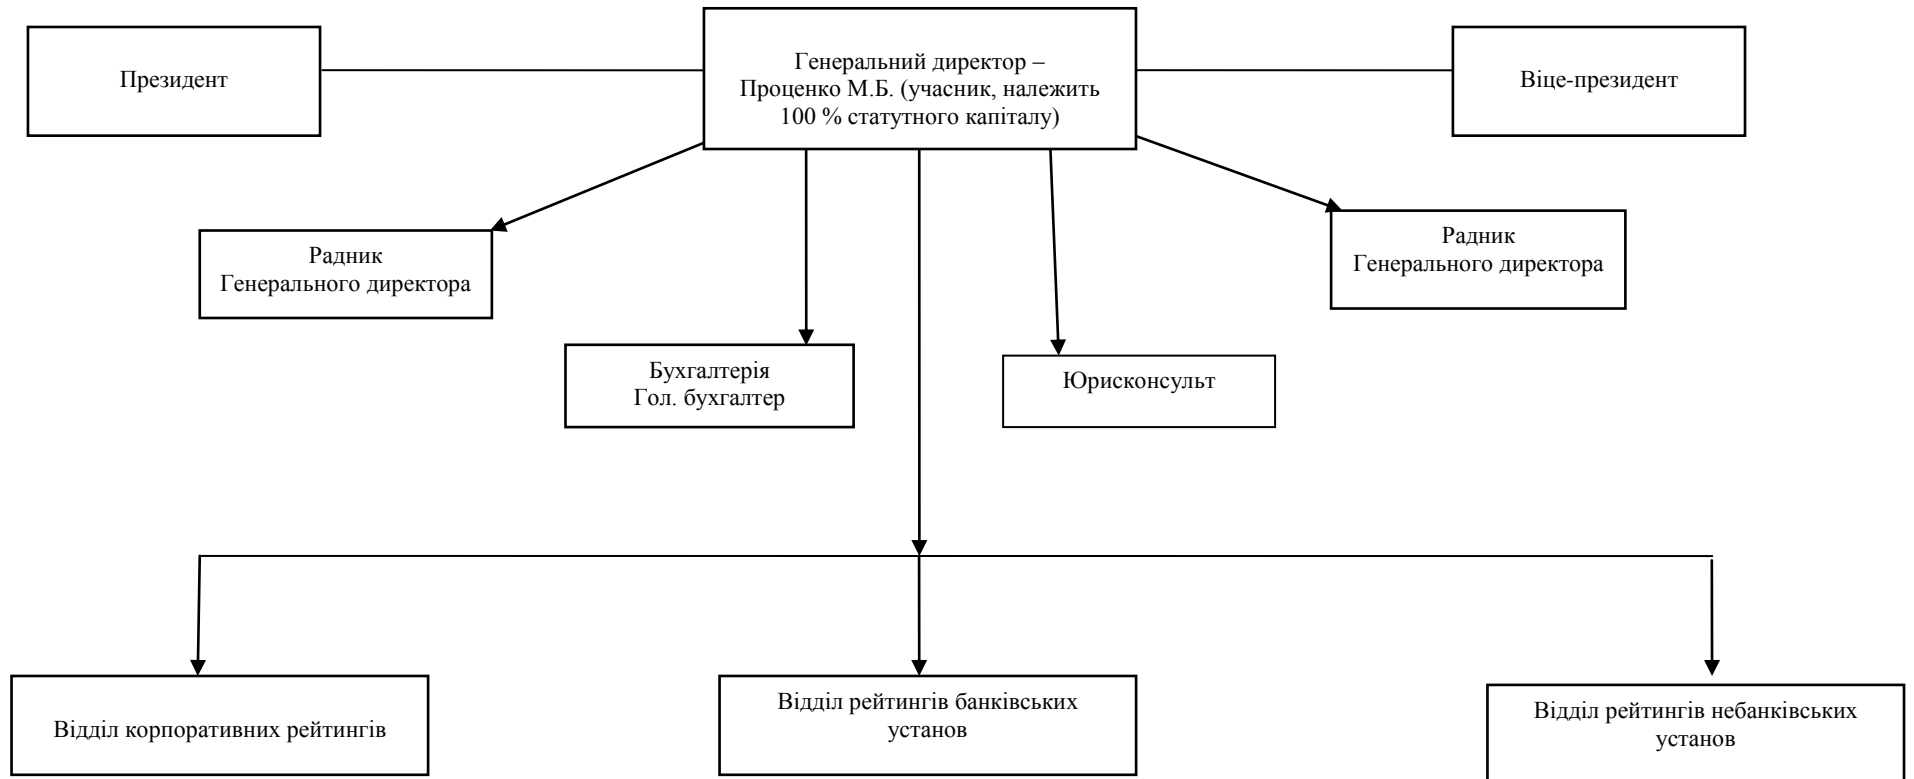 Президент
Генеральний директор –
Проценко М.Б. (учасник, належить
100 % статутного капіталу)
Віце-президент
Радник
Генерального директора
Радник
Генерального директора
Бухгалтерія
Гол. бухгалтер
Юрисконсульт
Відділ корпоративних рейтингів
Відділ рейтингів банківських
установ
Відділ рейтингів небанківських
установ